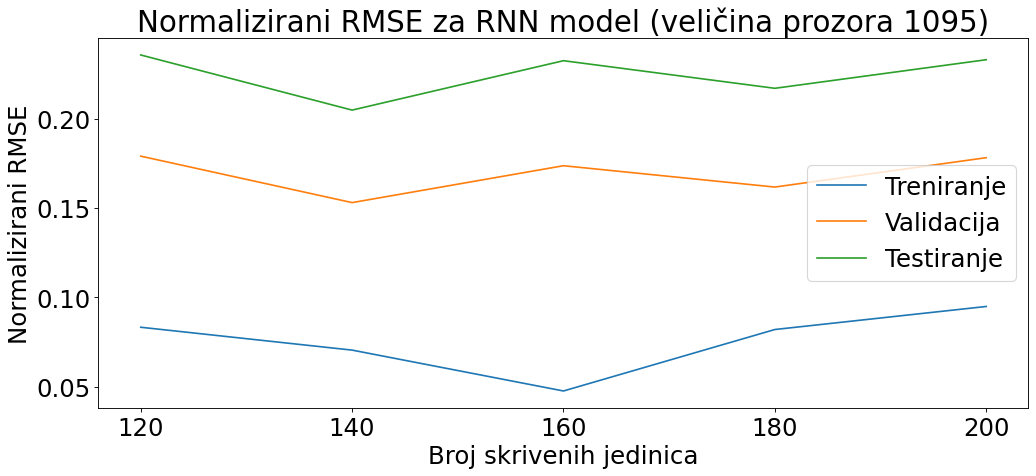 Normalizirani RMSE za RNN model (veličina prozora 1095)
Normalizirani RMSE
0.20
0.15
0.10
0.05
Treniranje
Validacija
Testiranje
120 140 160 180 200
Broj skrivenih jedinica